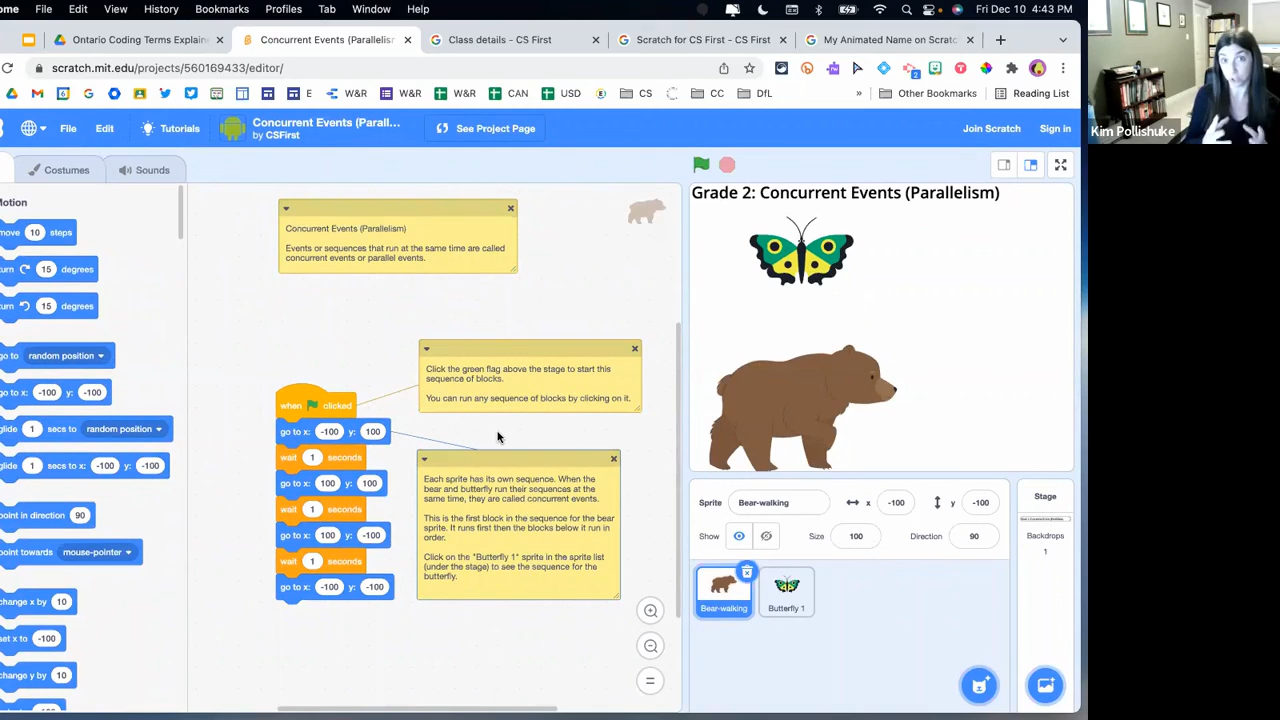 File Edit View History Bookmarks Profiles Tab Window Help Fri Dec 10 4:43 PM
Ontario Coding Terms Explaine
Concurrent Events (Parallelism
Class details - CS First
Scratch for CS First - CS First
My Animated Name on Scratc
scratch.mit.edu/projects/560169433/editor/
2
6 E W&R W&R W&R CAN USD CS CC DfL » Other Bookmarks Reading List
File Edit Tutorials
Concurrent Events (Parall...
by CSFirst
See Project Page
Join Scratch Sign in
Kim Pollishuke
Costumes Sounds
Motion
move 10 steps
turn 15 degrees
turn 15 degrees
go to random position
go to x: -100 y: -100
glide 1 secs to random position
glide 1 secs to x: -100 y: -100
point in direction 90
point towards mouse-pointer
change x by 10
set x to -100
change y by 10
Concurrent Events (Parallelism)
Events or sequences that run at the same time are called
concurrent events or parallel events.
Click the green flag above the stage to start this
sequence of blocks.
You can run any sequence of blocks by clicking on it.
when clicked
go to x: -100 y: 100
wait 1 seconds
go to x: 100 y: 100
wait 1 seconds
go to x: 100 y: -100
wait 1 seconds
go to x: -100 y: -100
Each sprite has its own sequence. When the
bear and butterfly run their sequences at the
same time, they are called concurrent events.
This is the first block in the sequence for the bear
sprite. It runs first then the blocks below it run in
order.
Click on the "Butterfly 1" sprite in the sprite list
(under the stage) to see the sequence for the
butterfly.
Grade 2: Concurrent Events (Parallelism)
Sprite Bear-walking x -100 y -100
Show Size 100 Direction 90
Bear-walking
Butterfly 1
Stage
Backdrops
1